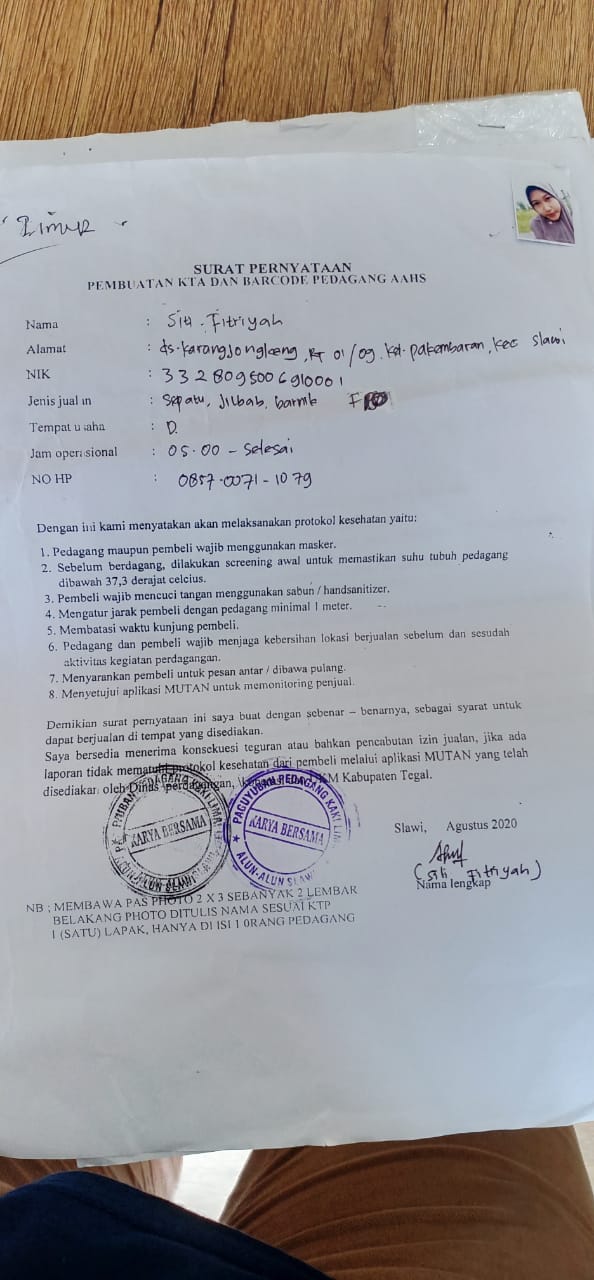 Timur
SURAT PERNYATAAN
PEMBUATAN KTA DAN BARCODE PEDAGANG AAHS
Nama : Siti Fitriyah
Alamat : ds. Karangjongkeng, RT 01/09. kel. pakembaran, kec slawi
NIK : 3328095006910001
Jenis jualan : Sepatu, Jilbab,
Tempat usaha : D.
Jam operasional : 05.00 - Selesai
NO HP : 0857-0071-1079
Dengan ini kami menyatakan akan melaksanakan protokol kesehatan yaitu:
1. Pedagang maupun pembeli wajib menggunakan masker.
2. Sebelum berdagang, dilakukan screening awal untuk memastikan suhu tubuh pedagang
dibawah 37,3 derajat celcius.
3. Pembeli wajib mencuci tangan menggunakan sabun / handsanitizer.
4. Mengatur jarak pembeli dengan pedagang minimal 1 meter.
5. Membatasi waktu kunjung pembeli.
6. Pedagang dan pembeli wajib menjaga kebersihan lokasi berjualan sebelum dan sesudah
aktivitas kegiatan perdagangan.
7. Menyarankan pembeli untuk pesan antar / dibawa pulang.
8. Menyetujui aplikasi MUTAN untuk memonitoring penjual.
Demikian surat pernyataan ini saya buat dengan sebenar – benarnya, sebagai syarat untuk
dapat berjualan di tempat yang disediakan.
Saya bersedia menerima konsekuesi teguran atau bahkan pencabutan izin jualan, jika ada
laporan tidak mematuhi protokol kesehatan dari pembeli melalui aplikasi MUTAN yang telah
disediakan oleh Dinas perdagangan, UKM Kabupaten Tegal.
PAGUYUBAN PEDAGANG KAKI LIMA
KARYA BERSAMA
ALUN-ALUN SLAWI
PAGUYUBAN PEDAGANG KAKI LIMA
KARYA BERSAMA
ALUN-ALUN SLAWI
Slawi, Agustus 2020
(Siti Fitriyah)
Nama lengkap
NB ; MEMBAWA PAS PHOTO 2 X 3 SEBANYAK 2 LEMBAR
BELAKANG PHOTO DITULIS NAMA SESUAI KTP
1 (SATU) LAPAK, HANYA DI ISI 1 0RANG PEDAGANG